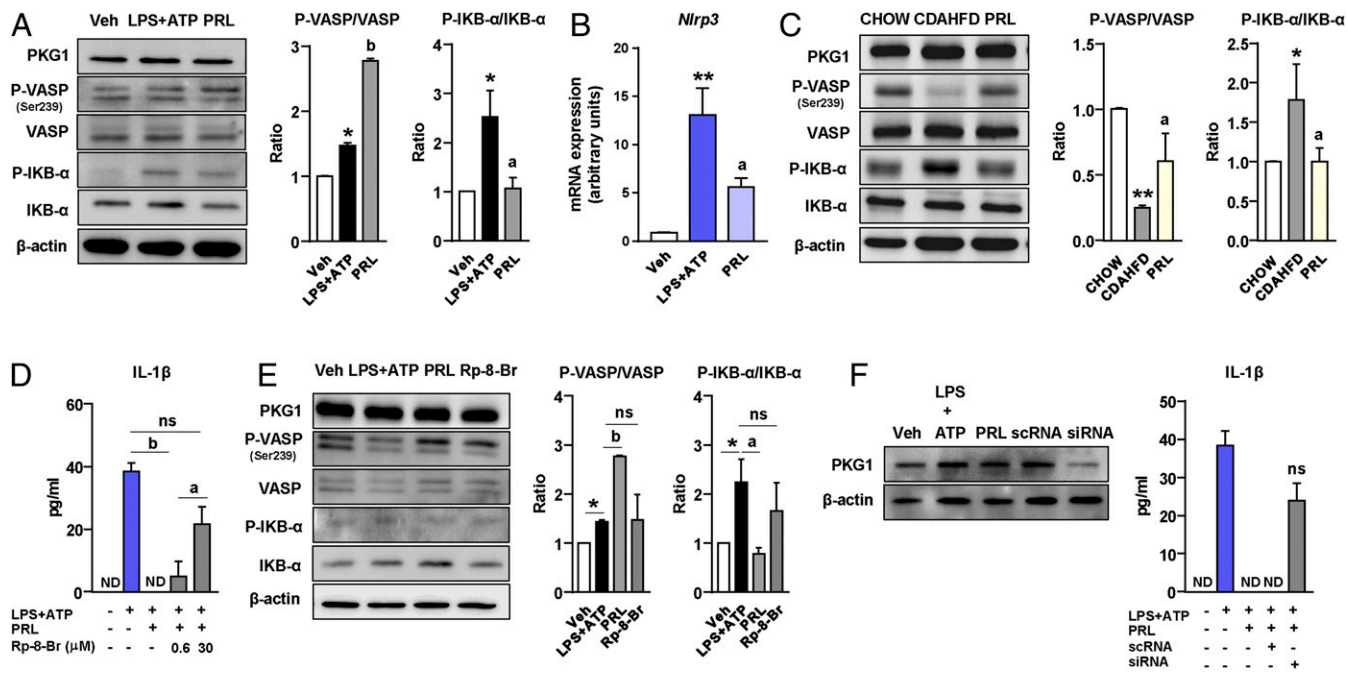 A
Veh LPS+ATP PRL
PKG1
P-VASP
(Ser239)
VASP
P-IKB-α
IKB-α
β-actin
P-VASP/VASP
Ratio
3
2
1
0
*
b
Veh
LPS+ATP
PRL
P-IKB-α/IKB-α
Ratio
4
3
2
1
0
*
a
Veh
LPS+ATP
PRL
B
Nlrp3
mRNA expression
(arbitrary units)
20
15
10
5
0
**
a
Veh
LPS+ATP
PRL
C
CHOW CDAHFD PRL
PKG1
P-VASP
(Ser239)
VASP
P-IKB-α
IKB-α
β-actin
P-VASP/VASP
Ratio
1.5
1.0
0.5
0.0
**
a
CHOW
CDAHFD
PRL
P-IKB-α/IKB-α
Ratio
2.5
2.0
1.5
1.0
0.5
0.0
*
a
CHOW
CDAHFD
PRL
D
IL-1β
pg/ml
60
40
20
0
ns
b
a
ND ND
LPS+ATP - + + + +
PRL - - + + +
Rp-8-Br (μM) - - - 0.6 30
E
Veh LPS+ATP PRL Rp-8-Br
PKG1
P-VASP
(Ser239)
VASP
P-IKB-α
IKB-α
β-actin
P-VASP/VASP
Ratio
4
3
2
1
0
ns
b
*
Veh
LPS+ATP
PRL
Rp-8-Br
P-IKB-α/IKB-α
Ratio
4
3
2
1
0
ns
* a
Veh
LPS+ATP
PRL
Rp-8-Br
F
LPS
+
Veh ATP PRL scRNA siRNA
PKG1
β-actin
IL-1β
pg/ml
50
40
30
20
10
0
ns
ND ND ND
LPS+ATP - + + + +
PRL - - + + +
scRNA - - - + -
siRNA - - - - +